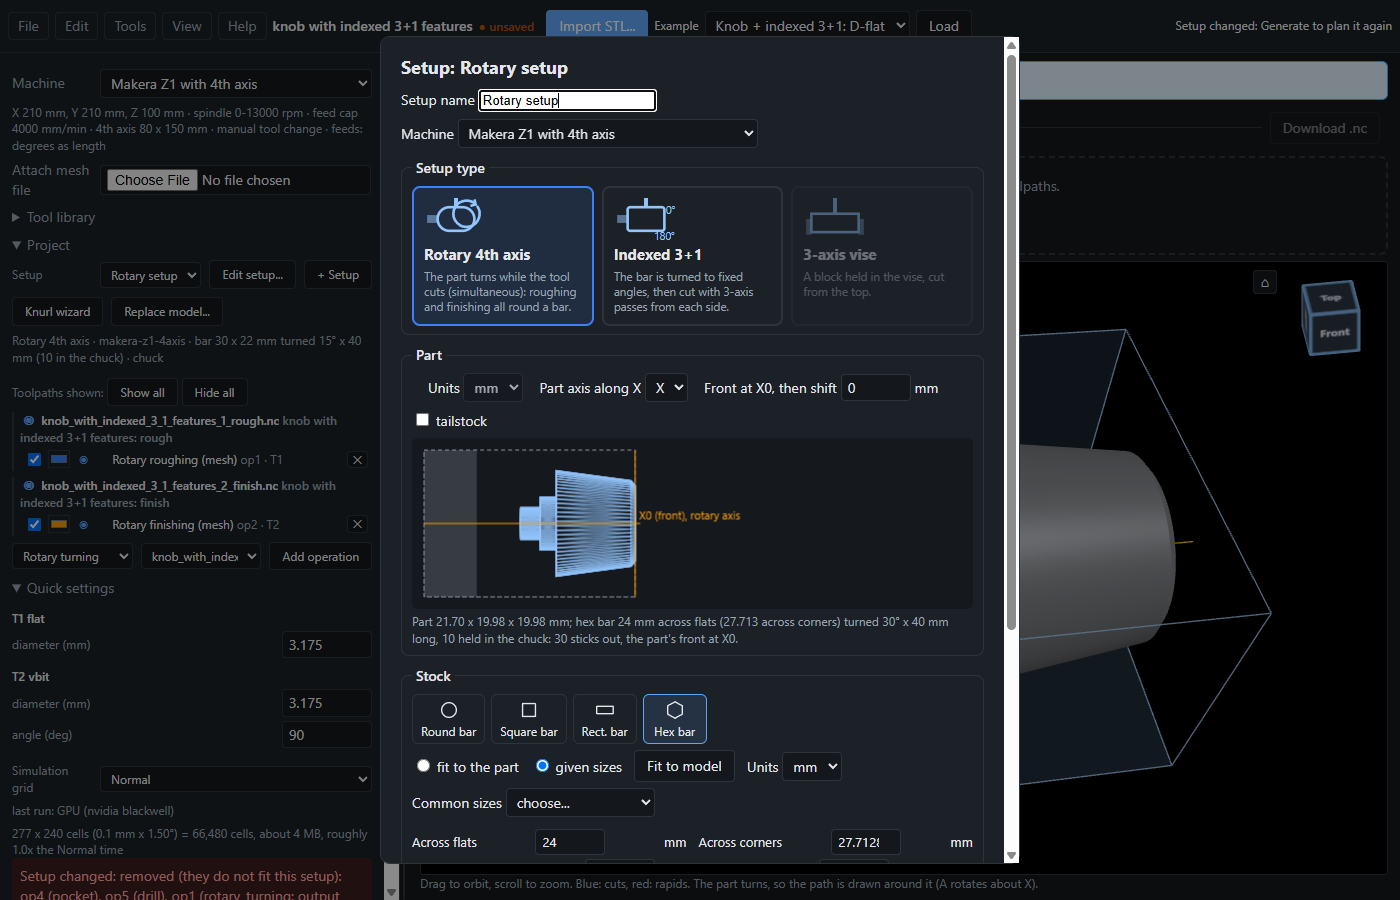 File Edit Tools View Help knob with indexed 3+1 features • unsaved Import STL... Example Knob + indexed 3+1: D-flat Load Setup changed: Generate to plan it again
Machine Makera Z1 with 4th axis
X 210 mm, Y 210 mm, Z 100 mm · spindle 0-13000 rpm · feed cap
4000 mm/min · 4th axis 80 x 150 mm · manual tool change · feeds:
degrees as length
Attach mesh
file
Choose File No file chosen
Tool library
Project
Setup Rotary setup Edit setup... + Setup
Knurl wizard Replace model...
Rotary 4th axis · makera-z1-4axis · bar 30 x 22 mm turned 15° x 40
mm (10 in the chuck) · chuck
Toolpaths shown: Show all Hide all
knob_with_indexed_3_1_features_1_rough.nc knob with
indexed 3+1 features: rough
Rotary roughing (mesh) op1 · T1
knob_with_indexed_3_1_features_2_finish.nc knob with
indexed 3+1 features: finish
Rotary finishing (mesh) op2 · T2
Rotary turning knob_with_index Add operation
Quick settings
T1 flat
diameter (mm) 3.175
T2 vbit
diameter (mm) 3.175
angle (deg) 90
Simulation
grid
Normal
last run: GPU (nvidia blackwell)
277 x 240 cells (0.1 mm x 1.50°) = 66,480 cells, about 4 MB, roughly
1.0x the Normal time
Setup changed: removed (they do not fit this setup):
op4 (pocket), op5 (drill), op1 (rotary_turning: output
Setup: Rotary setup
Setup name Rotary setup
Machine Makera Z1 with 4th axis
Setup type
Rotary 4th axis
The part turns while the tool
cuts (simultaneous): roughing
and finishing all round a bar.
0°
180°
Indexed 3+1
The bar is turned to fixed
angles, then cut with 3-axis
passes from each side.
3-axis vise
A block held in the vise, cut
from the top.
Part
Units mm Part axis along X X Front at X0, then shift 0 mm
tailstock
X0 (front), rotary axis
Part 21.70 x 19.98 x 19.98 mm; hex bar 24 mm across flats (27.713 across corners) turned 30° x 40 mm
long, 10 held in the chuck: 30 sticks out, the part's front at X0.
Stock
Round bar Square bar Rect. bar Hex bar
fit to the part given sizes Fit to model Units mm
Common sizes choose...
Across flats 24 mm Across corners 27.7128 mm
Download .nc
lpaths.
Top
Front
Drag to orbit, scroll to zoom. Blue: cuts, red: rapids. The part turns, so the path is drawn around it (A rotates about X).